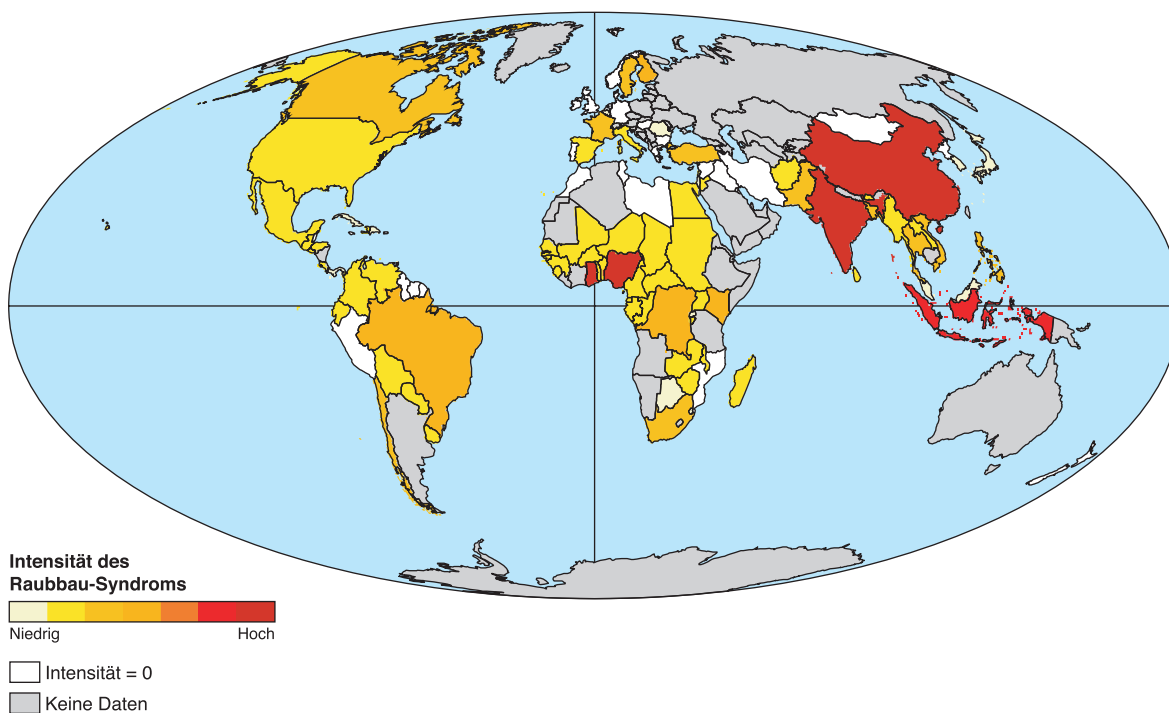 Intensität des
Raubbau-Syndroms
Niedrig Hoch
Intensität = 0
Keine Daten